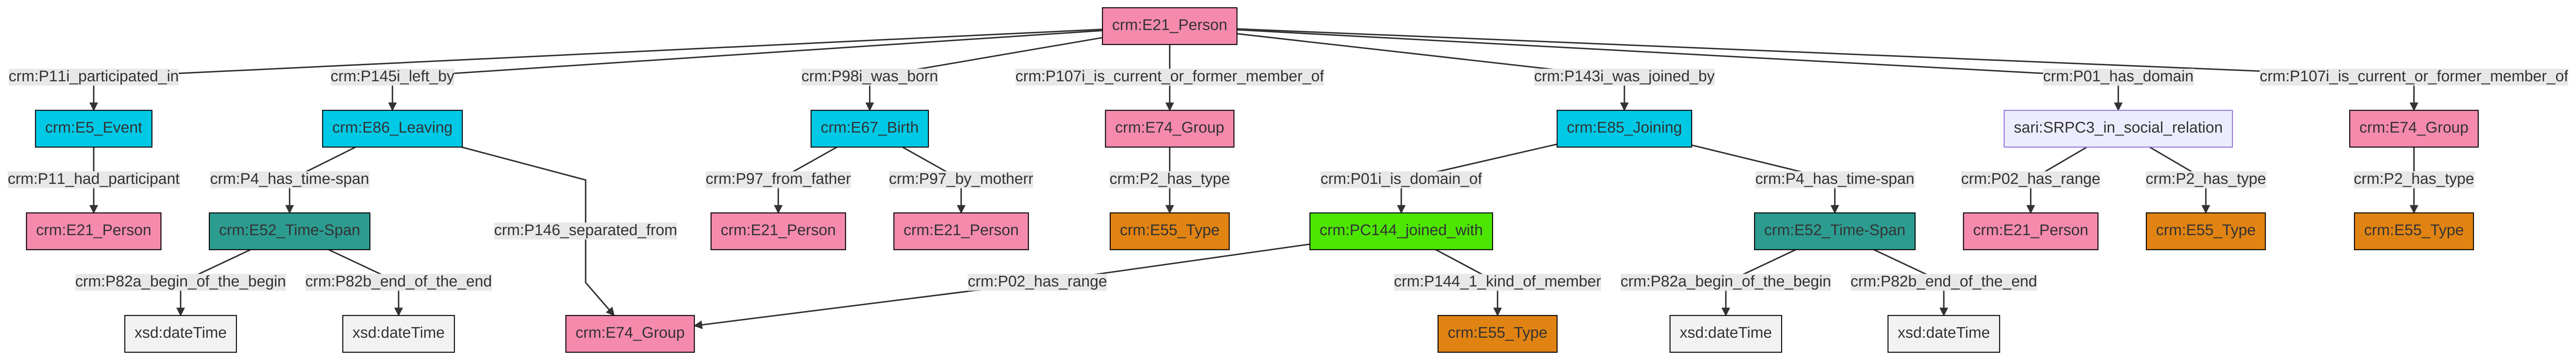 crm:E21_Person
crm:P11i_participated_in
crm:P145i_left_by
crm:P98i_was_born
crm:P107i_is_current_or_former_member_of
crm:P143i_was_joined_by
crm:P01_has_domain
crm:P107i_is_current_or_former_member_of
crm:E5_Event
crm:E86_Leaving
crm:E67_Birth
crm:E74_Group
crm:E85_Joining
sari:SRPC3_in_social_relation
crm:E74_Group
crm:P11_had_participant
crm:P4_has_time-span
crm:P97_from_father
crm:P97_by_motherr
crm:P2_has_type
crm:P01i_is_domain_of
crm:P4_has_time-span
crm:P02_has_range
crm:P2_has_type
crm:P2_has_type
crm:E21_Person
crm:E52_Time-Span
crm:P146_separated_from
crm:E21_Person
crm:E21_Person
crm:E55_Type
crm:PC144_joined_with
crm:E52_Time-Span
crm:E21_Person
crm:E55_Type
crm:E55_Type
crm:P82a_begin_of_the_begin
crm:P82b_end_of_the_end
crm:P02_has_range
crm:P144_1_kind_of_member
crm:P82a_begin_of_the_begin
crm:P82b_end_of_the_end
xsd:dateTime
xsd:dateTime
crm:E74_Group
crm:E55_Type
xsd:dateTime
xsd:dateTime